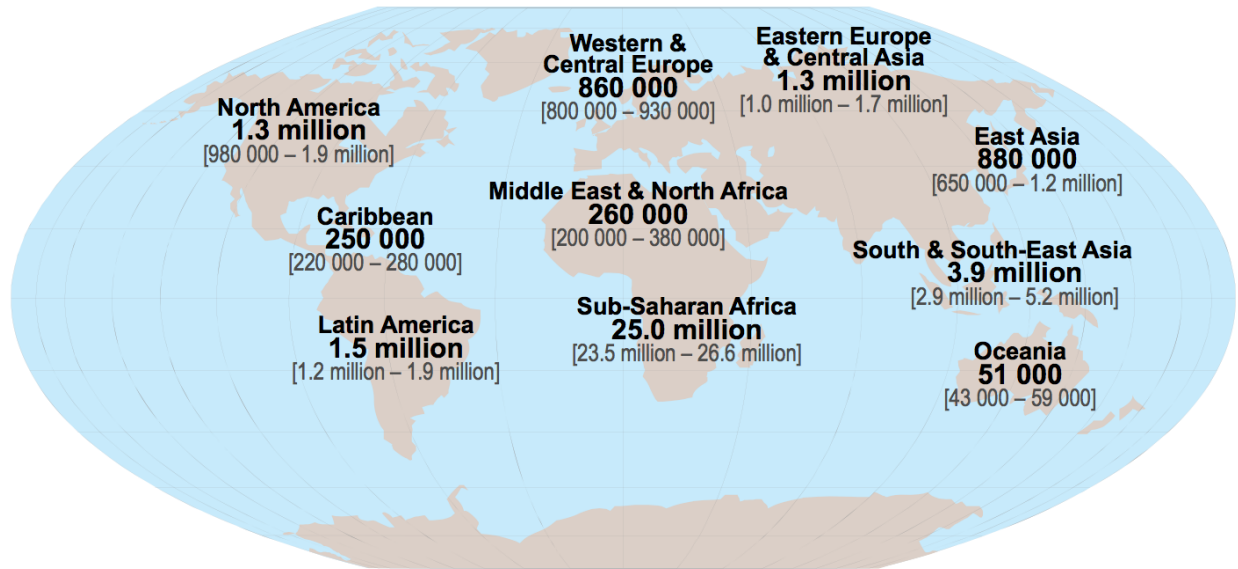 Western &
Central Europe
860 000
[800 000 – 930 000]
Eastern Europe
& Central Asia
1.3 million
[1.0 million – 1.7 million]
North America
1.3 million
[980 000 – 1.9 million]
East Asia
880 000
[650 000 – 1.2 million]
Middle East & North Africa
260 000
[200 000 – 380 000]
Caribbean
250 000
[220 000 – 280 000]
South & South-East Asia
3.9 million
[2.9 million – 5.2 million]
Sub-Saharan Africa
25.0 million
[23.5 million – 26.6 million]
Latin America
1.5 million
[1.2 million – 1.9 million]
Oceania
51 000
[43 000 – 59 000]